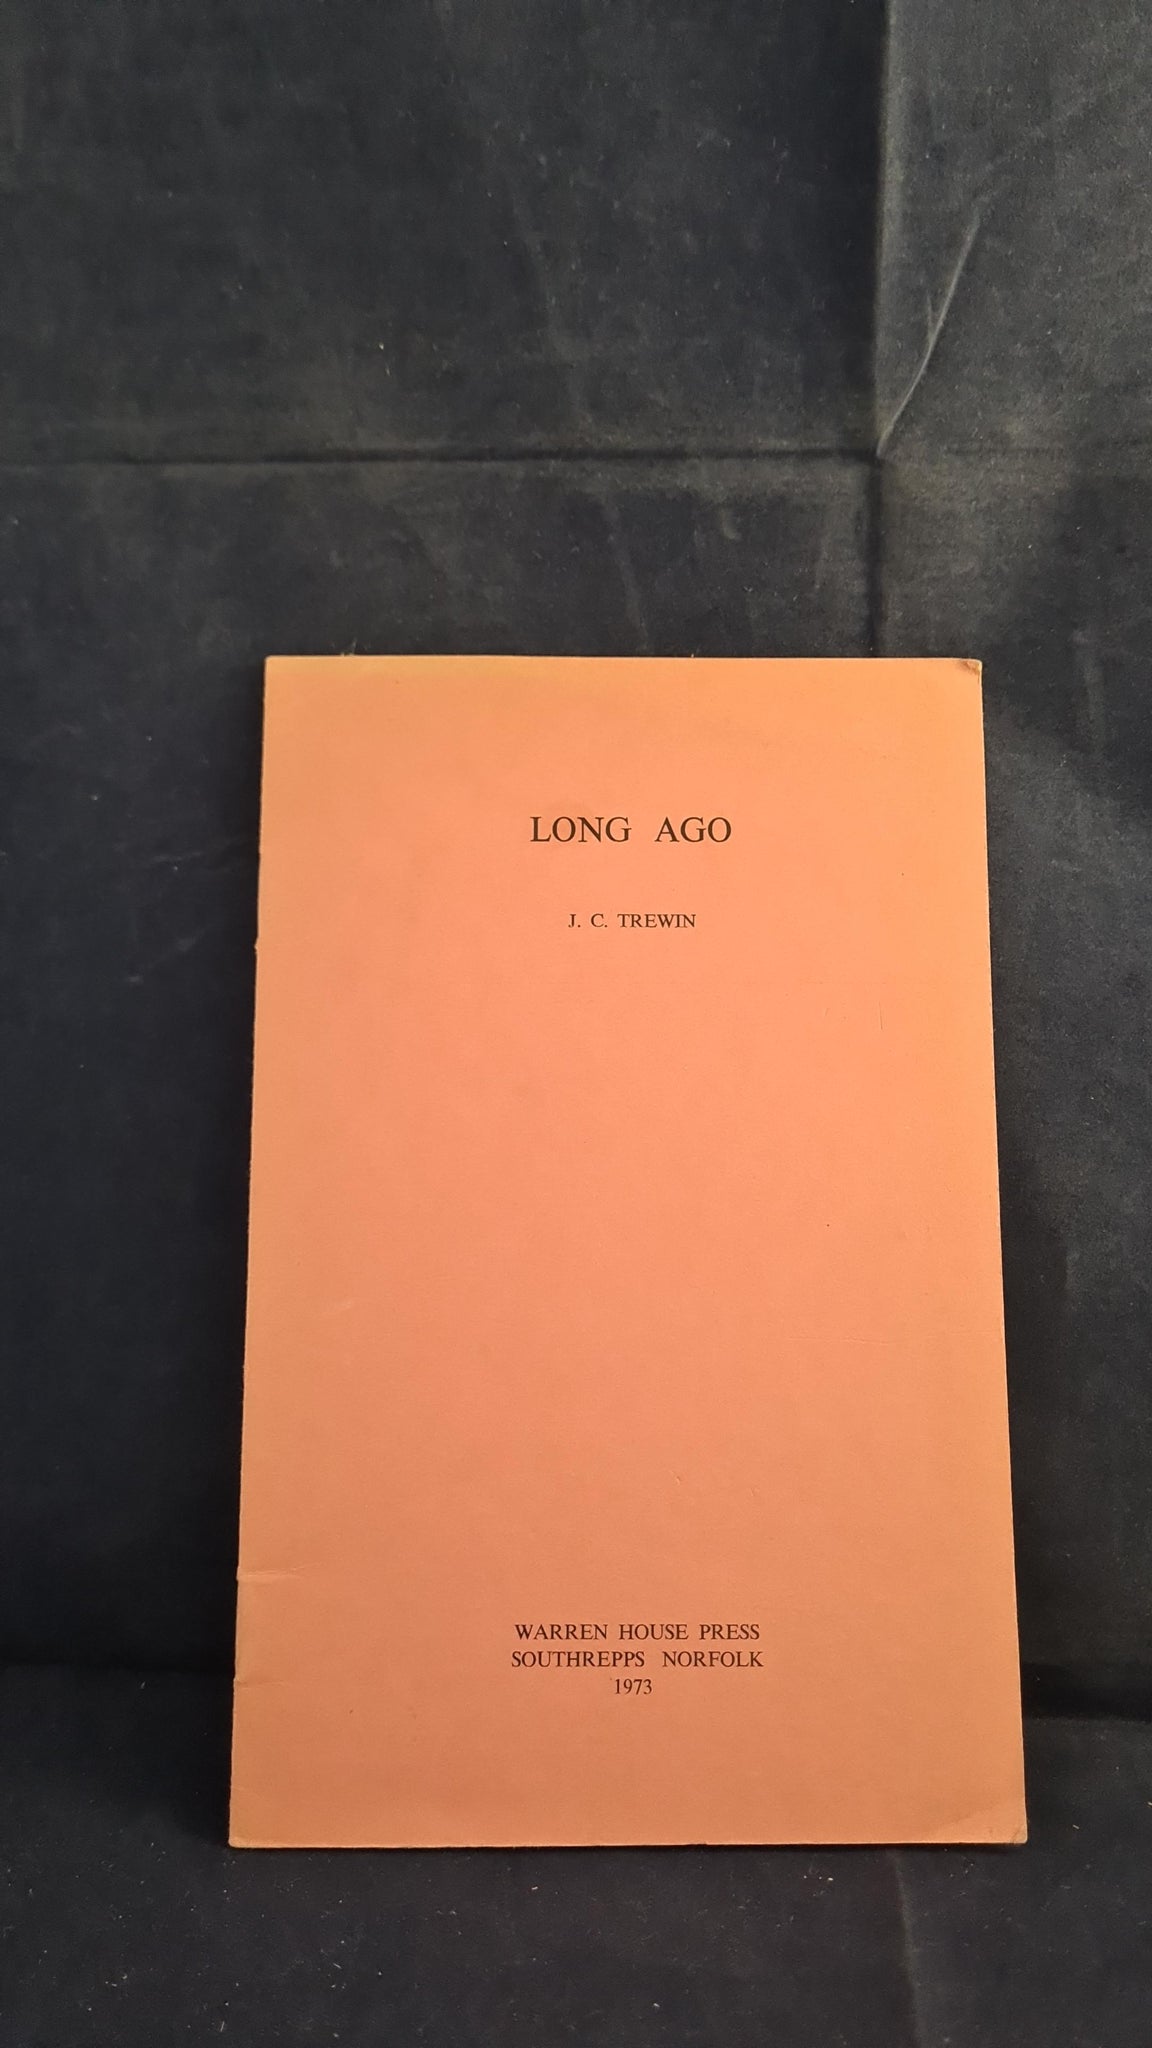 LONG AGO
J. C. TREWIN
WARREN HOUSE PRESS
SOUTHREPPS NORFOLK
1973